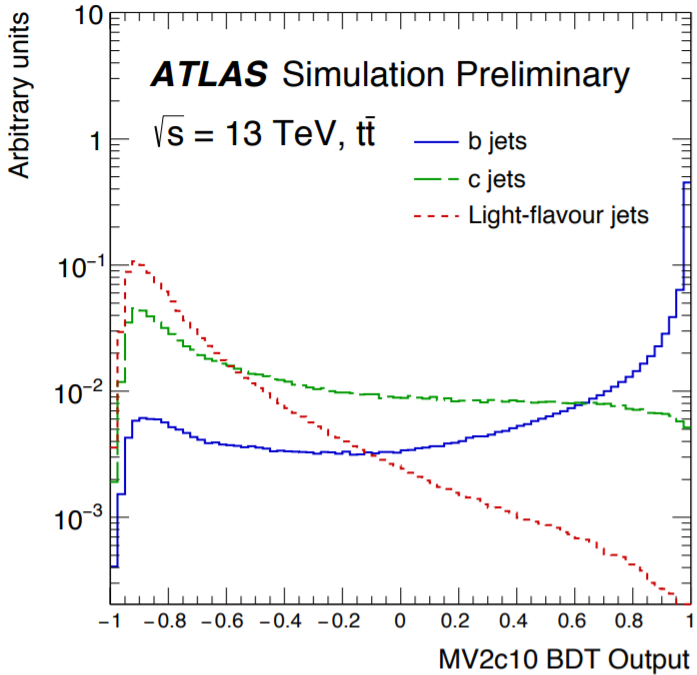 Arbitrary units
10
1
10⁻¹
10⁻²
10⁻³
ATLAS Simulation Preliminary
√s = 13 TeV, tt̄
b jets
c jets
Light-flavour jets
−1 −0.8 −0.6 −0.4 −0.2 0 0.2 0.4 0.6 0.8 1
MV2c10 BDT Output